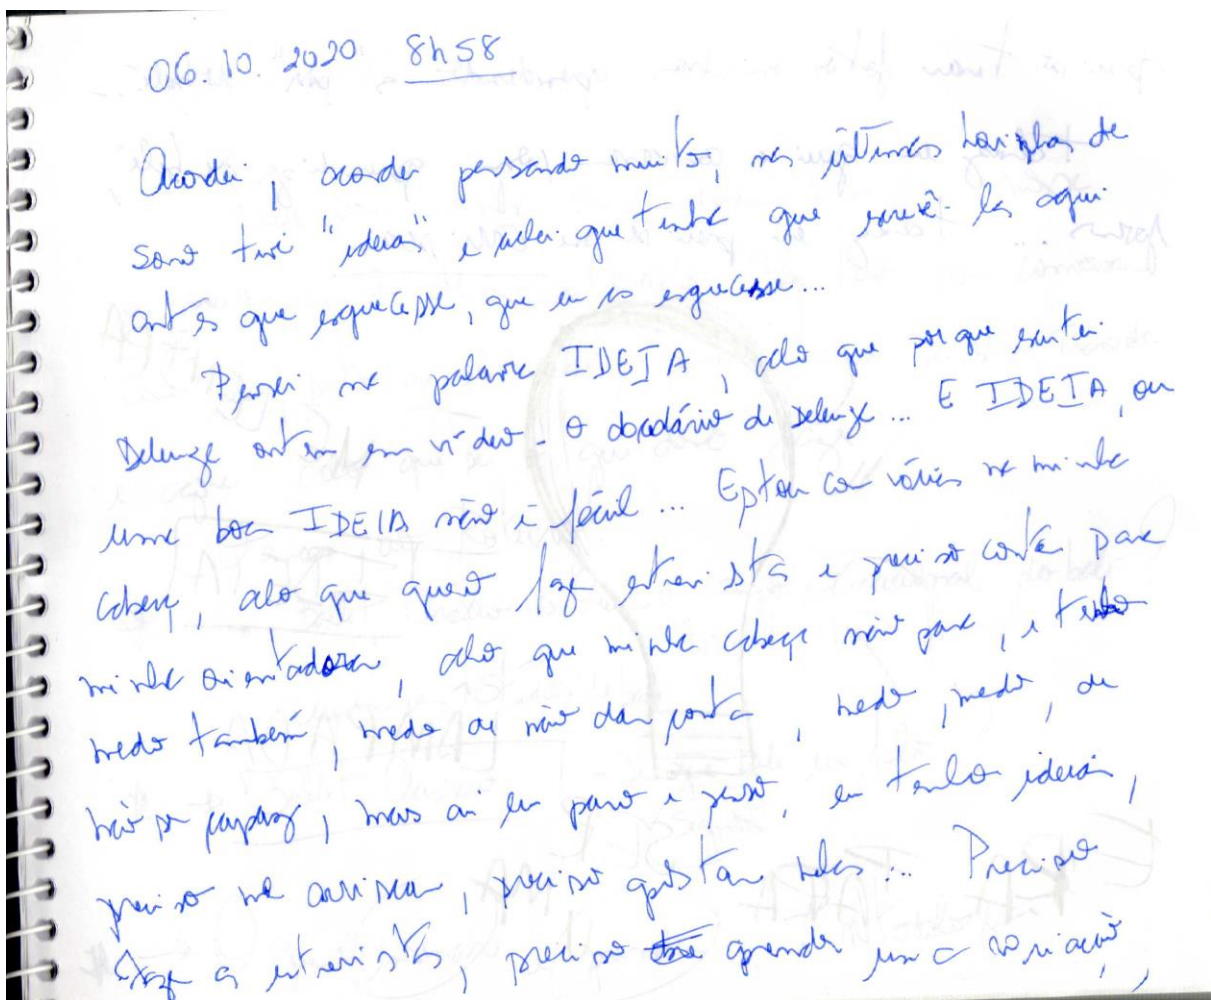 06.10.2020 8h58
Acordei, acordei pensando muito, nas últimas horinhas de
sono tive "ideias" e achei que tinha que escrevê-las aqui
antes que esquecesse, que eu as esquecesse...
Pensei na palavra IDEIA, acho que porque escutei
Deleuze ontem em vídeo - O abecedário de Deleuze... E IDEIA, ou
uma boa IDEIA não é fácil... Estou com várias na minha
cabeça, acho que quero fazer entrevistas e preciso contar para
minha orientadora, acho que minha cabeça não para, e tenho
medo também, medo de não dar conta, medo, medo, de
não ser capaz, mas aí eu paro e penso, eu tenho ideias,
preciso me arriscar, preciso gostar delas... Preciso
fazer as entrevistas, preciso aprender uma variação,